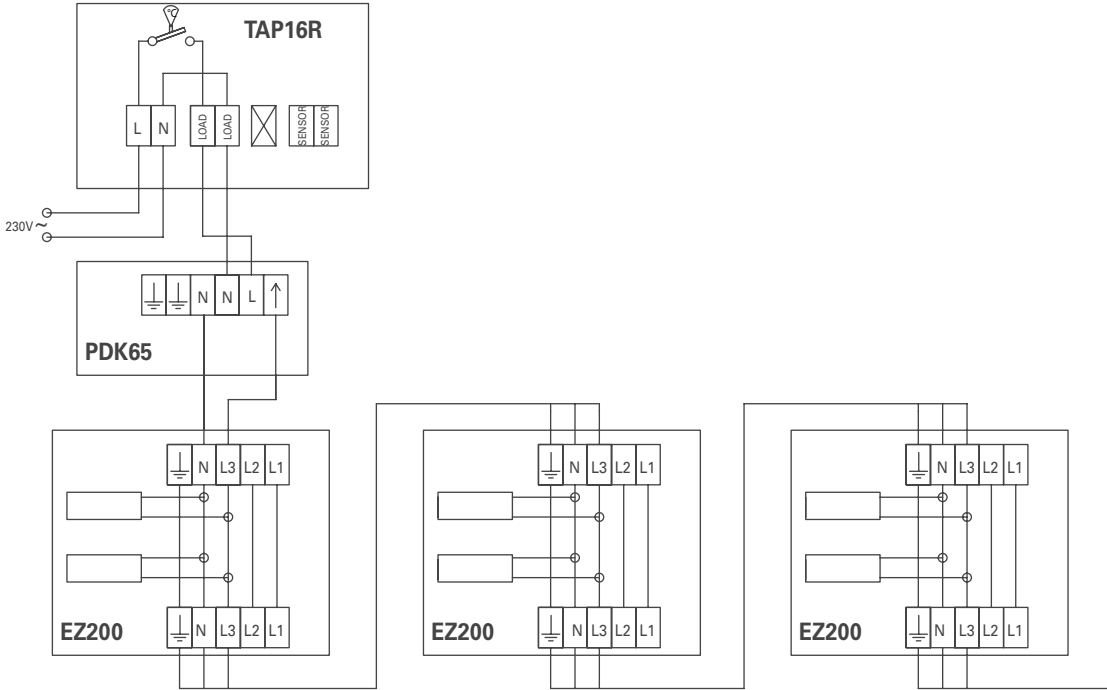 °C
TAP16R
L N LOAD LOAD SENSOR SENSOR
230V~
N N L ↑
PDK65
N L3 L2 L1
N L3 L2 L1
N L3 L2 L1
EZ200 N L3 L2 L1
EZ200 N L3 L2 L1
EZ200 N L3 L2 L1